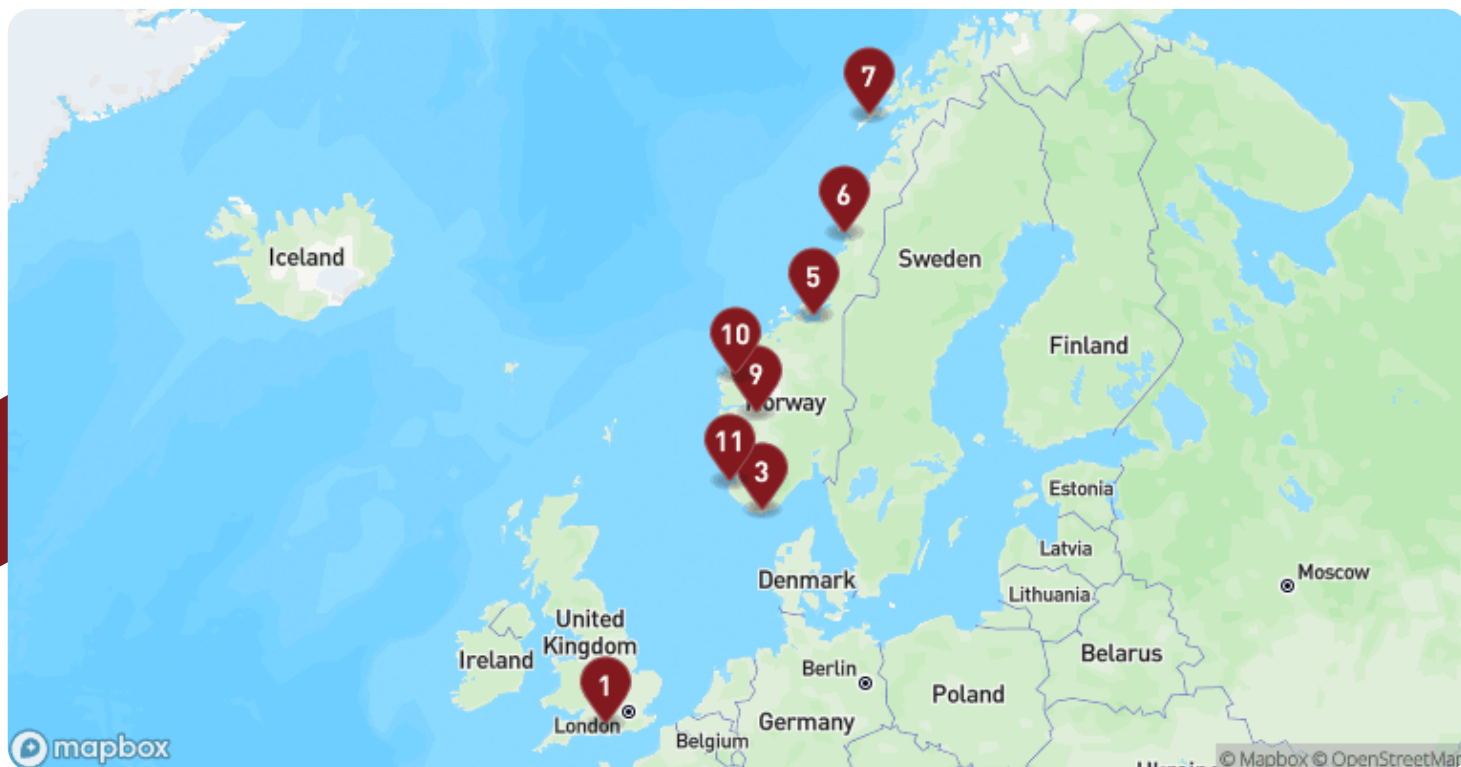 7
6
Iceland
Sweden
5
10
Finland
9
Norway
11
3
Estonia
Latvia
Moscow
Denmark
Lithuania
United
Kingdom
Ireland
Belarus
Berlin
1
Poland
London
Germany
Belgium
mapbox
© Mapbox © OpenStreetMap